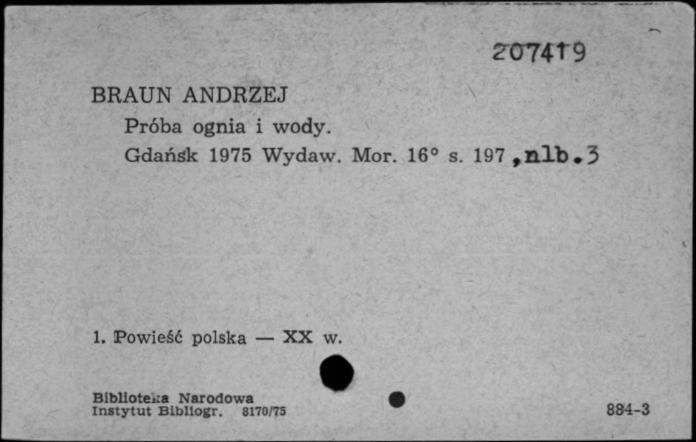 207419
BRAUN ANDRZEJ
Próba ognia i wody.
Gdańsk 1975 Wydaw. Mor. 16° s. 197 ,nlb.3
1. Powieść polska — XX w.
Biblioteka Narodowa
Instytut Bibliogr. 8170/75
884-3